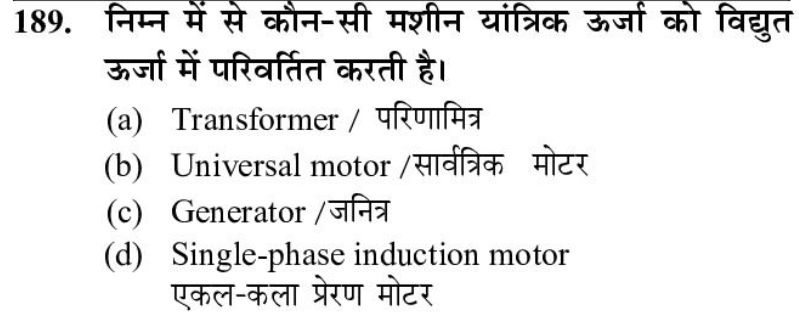 189. निम्न में से कौन-सी मशीन यांत्रिक ऊर्जा को विद्युत
ऊर्जा में परिवर्तित करती है।
(a) Transformer / परिणामित्र
(b) Universal motor /सार्वत्रिक मोटर
(c) Generator /जनित्र
(d) Single-phase induction motor
एकल-कला प्रेरण मोटर